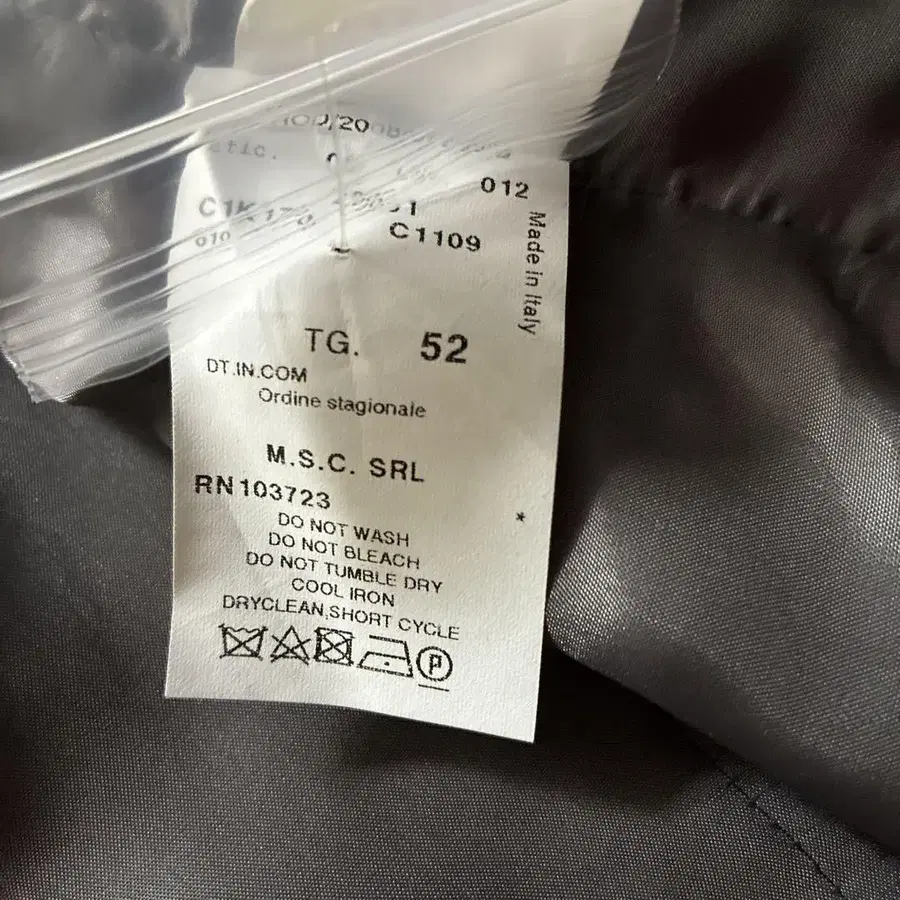 012
C1109
Made in Italy
TG. 52
DT.IN.COM
Ordine stagionale
M.S.C. SRL
RN103723
*
DO NOT WASH
DO NOT BLEACH
DO NOT TUMBLE DRY
COOL IRON
DRYCLEAN,SHORT CYCLE
P